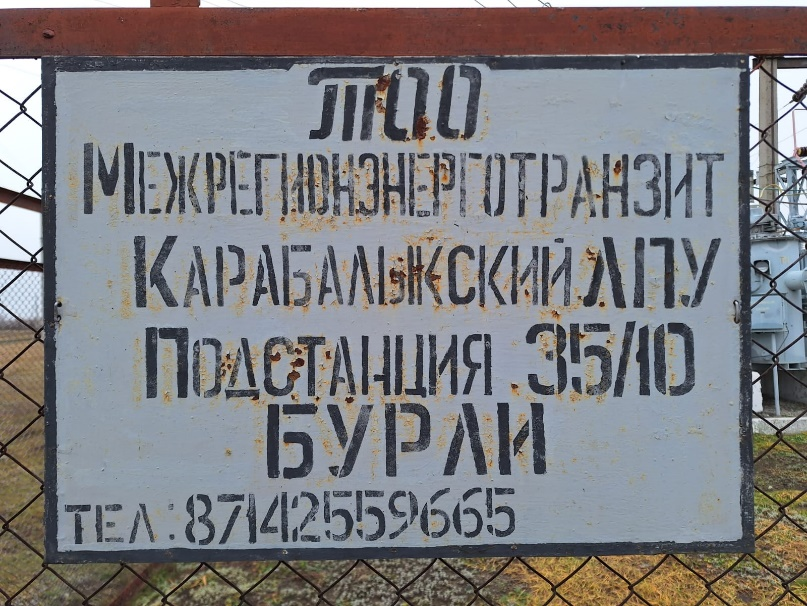 ТОО
МЕЖРЕГИОНЭНЕРГОТРАНЗИТ
КАРАБАЛЫКСКИЙ ЛПУ
ПОДСТАНЦИЯ 35/10
БУРЛИ
ТЕЛ: 87142559665